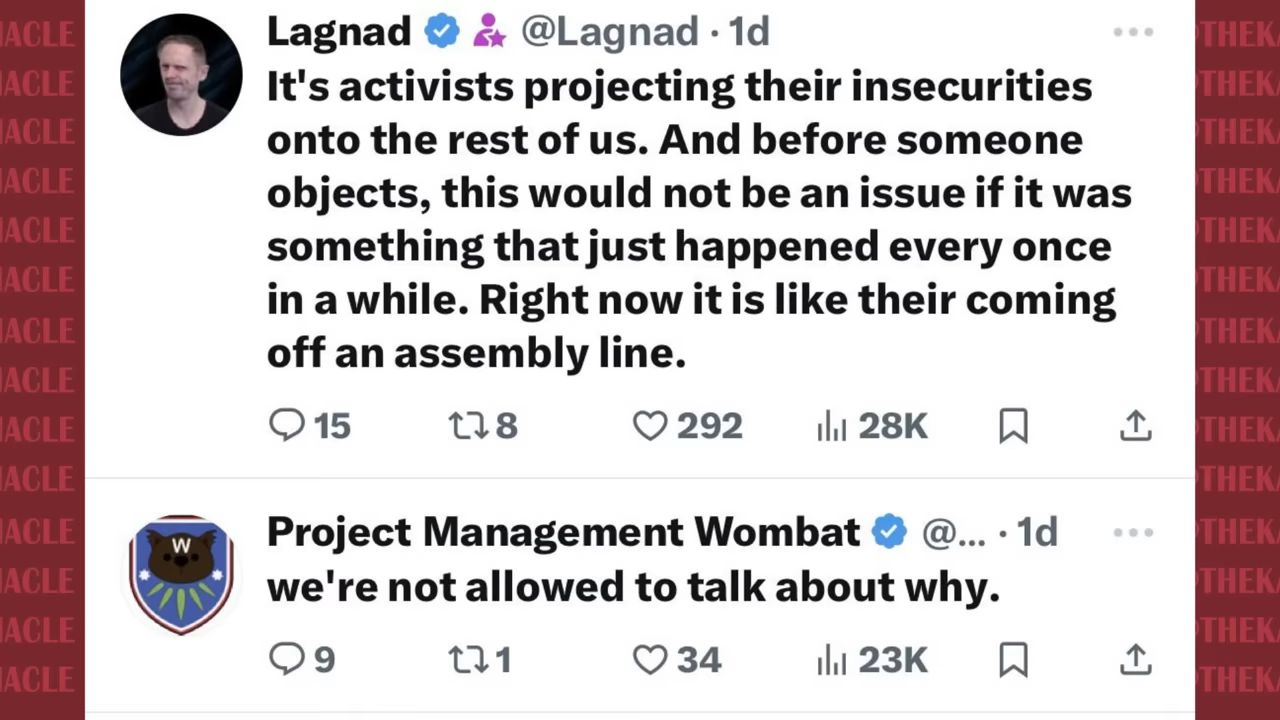 Lagnad @Lagnad · 1d
It's activists projecting their insecurities
onto the rest of us. And before someone
objects, this would not be an issue if it was
something that just happened every once
in a while. Right now it is like their coming
off an assembly line.
15 8 292 28K
Project Management Wombat @... · 1d
W
we're not allowed to talk about why.
9 1 34 23K